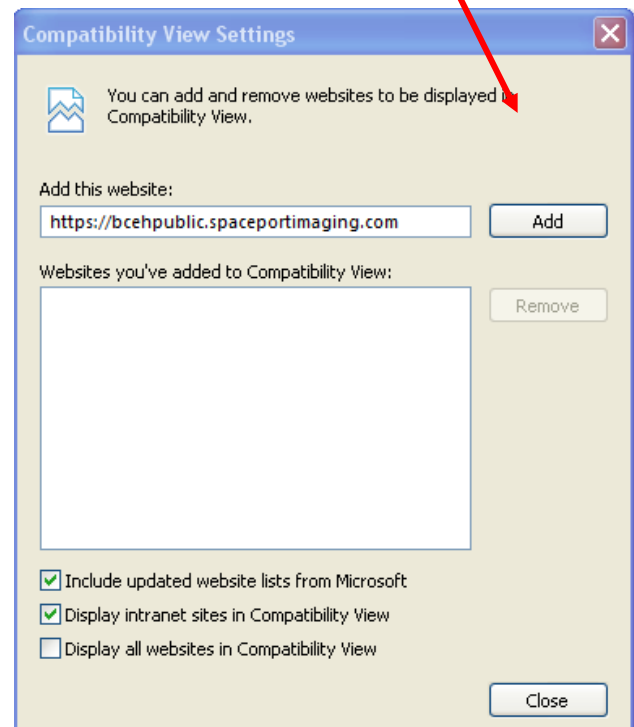 Compatibility View Settings
You can add and remove websites to be displayed in
Compatibility View.
Add this website:
https://bcehpublic.spaceportimaging.com
Add
Websites you've added to Compatibility View:
Remove
Include updated website lists from Microsoft
Display intranet sites in Compatibility View
Display all websites in Compatibility View
Close